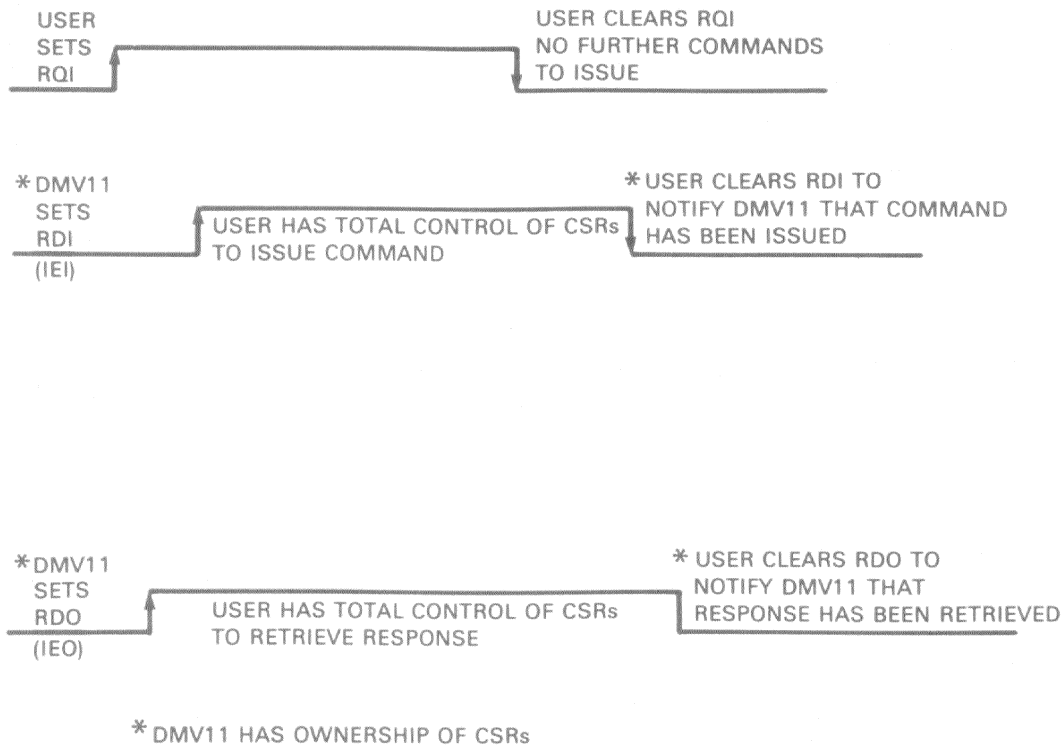 USER
SETS
RQI
USER CLEARS RQI
NO FURTHER COMMANDS
TO ISSUE
*DMV11
SETS
RDI
(IEI)
USER HAS TOTAL CONTROL OF CSRs
TO ISSUE COMMAND
*USER CLEARS RDI TO
NOTIFY DMV11 THAT COMMAND
HAS BEEN ISSUED
*DMV11
SETS
RDO
(IEO)
USER HAS TOTAL CONTROL OF CSRs
TO RETRIEVE RESPONSE
* USER CLEARS RDO TO
NOTIFY DMV11 THAT
RESPONSE HAS BEEN RETRIEVED
*DMV11 HAS OWNERSHIP OF CSRs